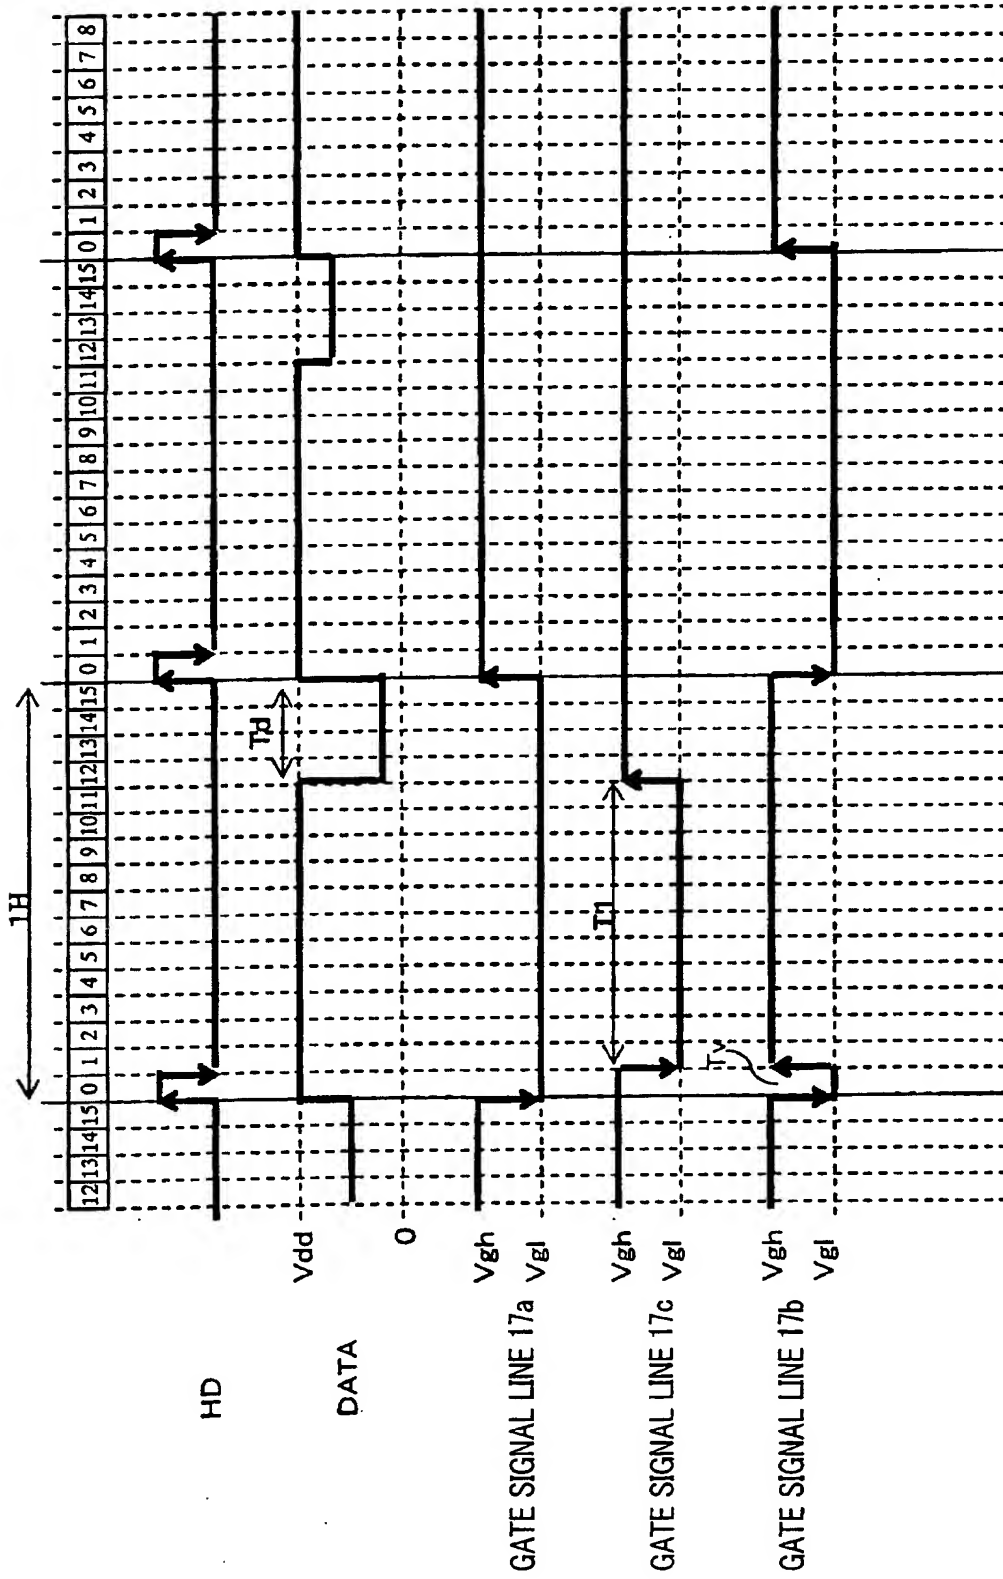 1H
12 13 14 15 0 1 2 3 4 5 6 7 8 9 10 11 12 13 14 15 0 1 2 3 4 5 6 7 8 9 10 11 12 13 14 15 0 1 2 3 4 5 6 7 8
HD
Td
Vdd
DATA
0
Vgh
GATE SIGNAL LINE 17a
Vgl
T1
Vgh
GATE SIGNAL LINE 17c
Vgl
Tv
Vgh
GATE SIGNAL LINE 17b
Vgl